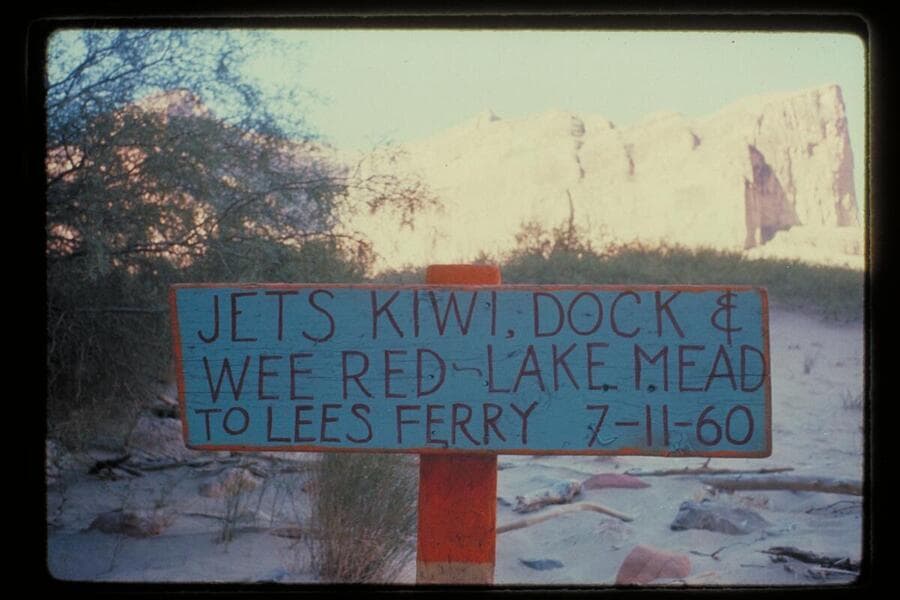 JETS KIWI, DOCK &
WEE RED~LAKE MEAD
TO LEES FERRY 7-11-60